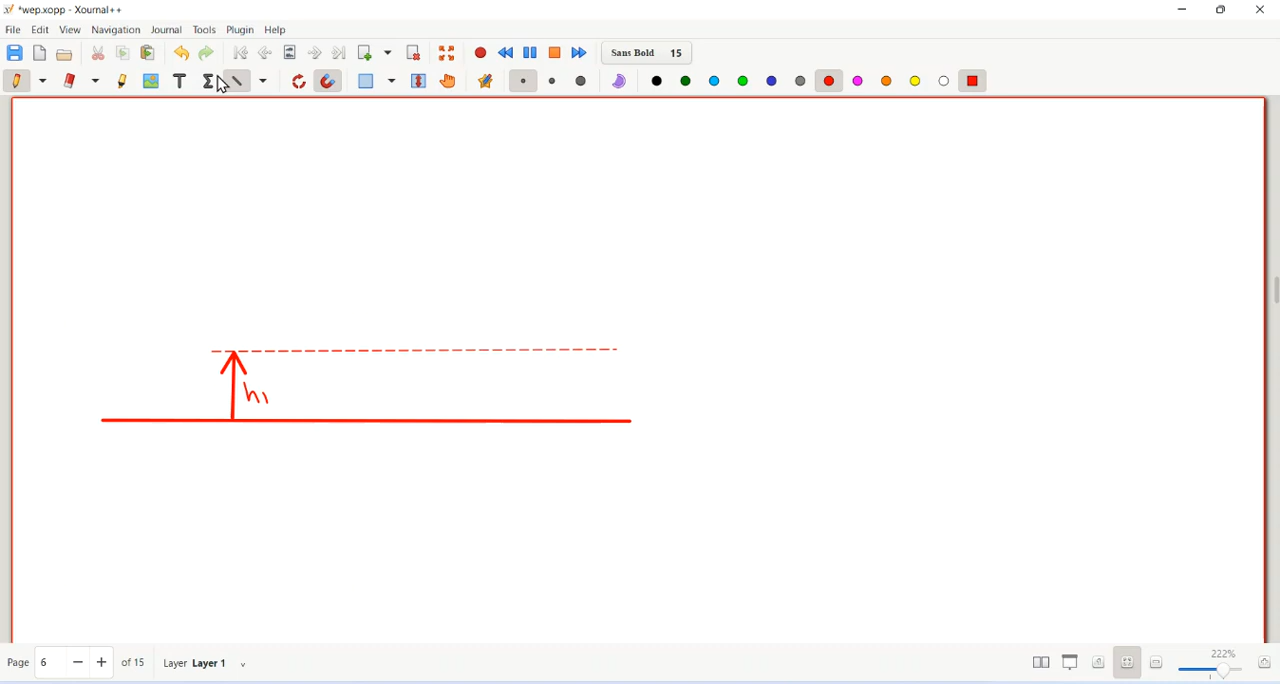 *wep.xopp - Xournal++
File Edit View Navigation Journal Tools Plugin Help
Sans Bold 15
h1
Page 6 of 15 Layer Layer 1 222%